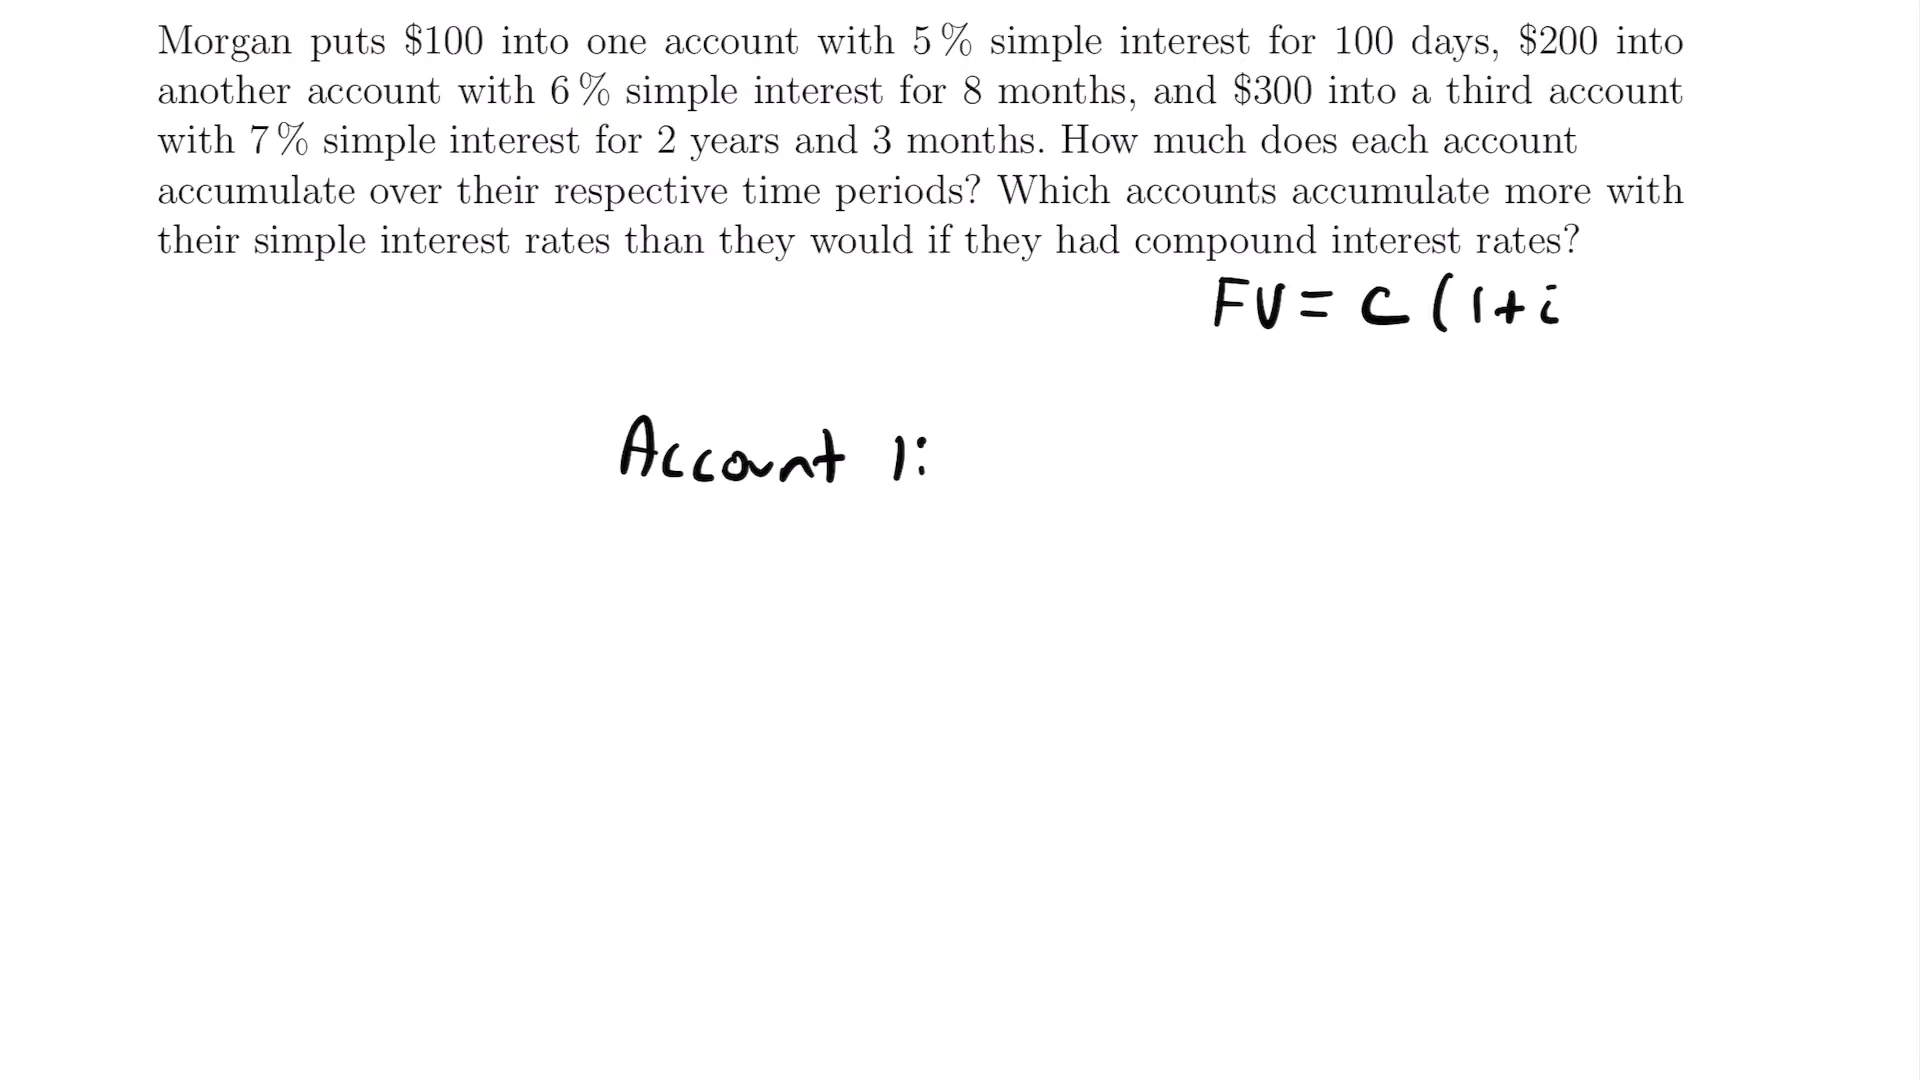 Morgan puts $100 into one account with 5 % simple interest for 100 days, $200 into
another account with 6 % simple interest for 8 months, and $300 into a third account
with 7 % simple interest for 2 years and 3 months. How much does each account
accumulate over their respective time periods? Which accounts accumulate more with
their simple interest rates than they would if they had compound interest rates?
FV = C (1+i
Account 1: